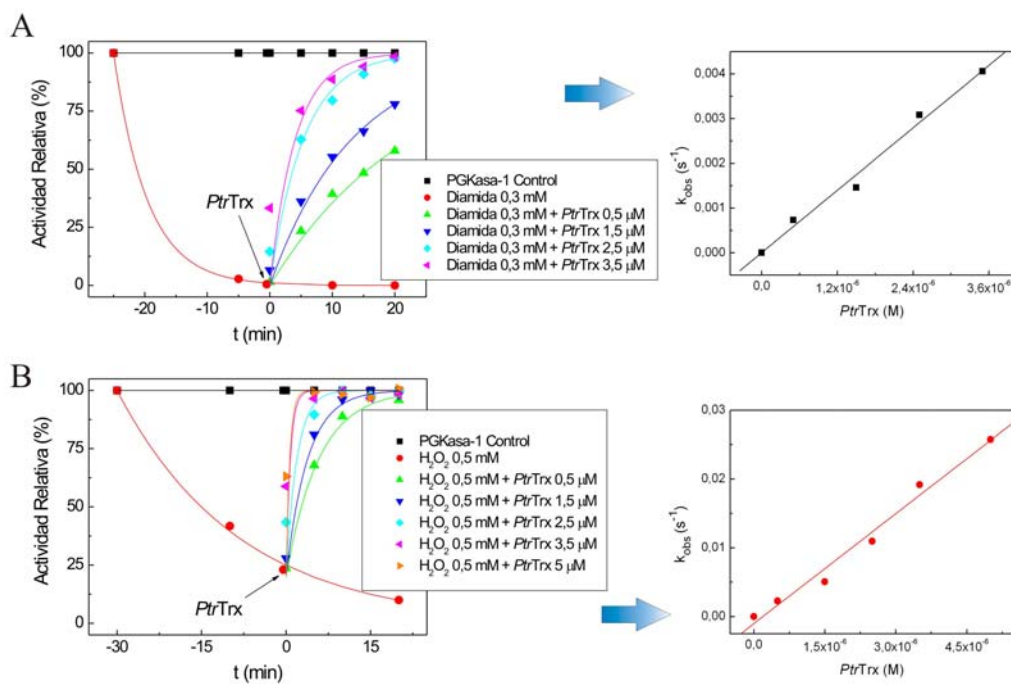 A
100
75
50
25
0
Actividad Relativa (%)
-20
-10
0
10
20
t (min)
PtrTrx
PGKasa-1 Control
Diamida 0,3 mM
Diamida 0,3 mM + PtrTrx 0,5 μM
Diamida 0,3 mM + PtrTrx 1,5 μM
Diamida 0,3 mM + PtrTrx 2,5 μM
Diamida 0,3 mM + PtrTrx 3,5 μM
0,004
0,003
0,002
0,001
0,000
k_obs (s⁻¹)
0,0
1,2x10⁻⁶
2,4x10⁻⁶
3,6x10⁻⁶
PtrTrx (M)
B
100
75
50
25
0
Actividad Relativa (%)
-30
-15
0
15
t (min)
PtrTrx
PGKasa-1 Control
H₂O₂ 0,5 mM
H₂O₂ 0,5 mM + PtrTrx 0,5 μM
H₂O₂ 0,5 mM + PtrTrx 1,5 μM
H₂O₂ 0,5 mM + PtrTrx 2,5 μM
H₂O₂ 0,5 mM + PtrTrx 3,5 μM
H₂O₂ 0,5 mM + PtrTrx 5 μM
0,03
0,02
0,01
0,00
k_obs (s⁻¹)
0,0
1,5x10⁻⁶
3,0x10⁻⁶
4,5x10⁻⁶
PtrTrx (M)